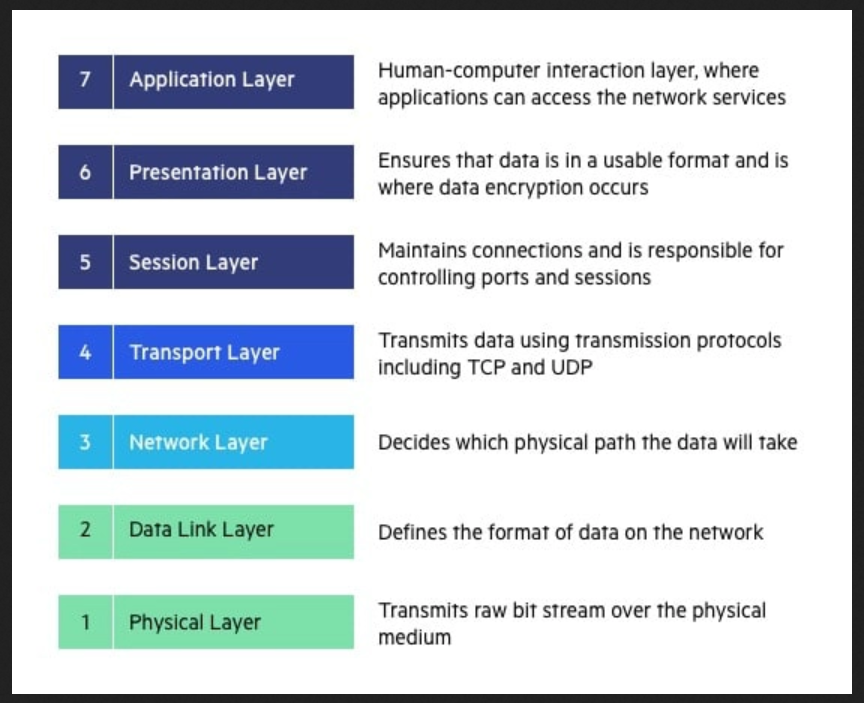 7 Application Layer
Human-computer interaction layer, where
applications can access the network services
6 Presentation Layer
Ensures that data is in a usable format and is
where data encryption occurs
5 Session Layer
Maintains connections and is responsible for
controlling ports and sessions
4 Transport Layer
Transmits data using transmission protocols
including TCP and UDP
3 Network Layer
Decides which physical path the data will take
2 Data Link Layer
Defines the format of data on the network
1 Physical Layer
Transmits raw bit stream over the physical
medium